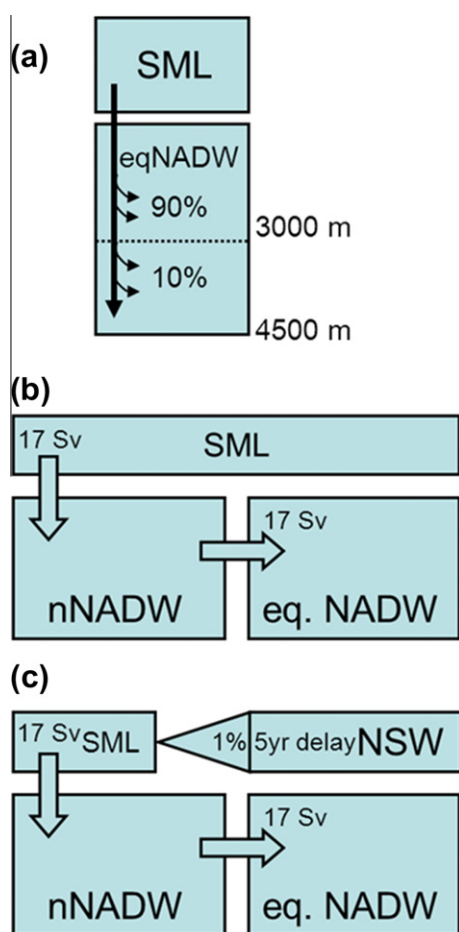 (a)
SML
eqNADW
90%
3000 m
10%
4500 m
(b)
17 Sv
SML
17 Sv
nNADW
eq. NADW
(c)
17 Sv SML
1% 5yr delay NSW
17 Sv
nNADW
eq. NADW